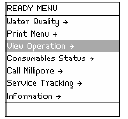 READY MENU
Water Quality →
Print Menu →
View Operation →
Consumables Status →
Call Millipore →
Service Tracking →
Information →